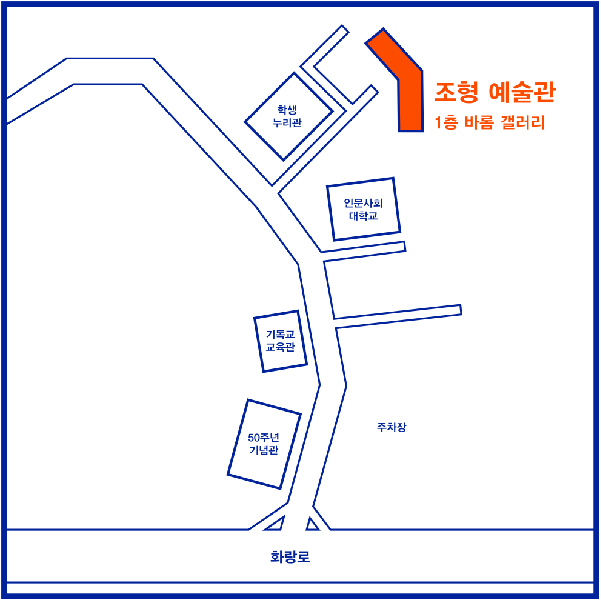 조형 예술관
1층 바롬 갤러리
학생
누리관
인문사회
대학교
기독교
교육관
주차장
50주년
기념관
화랑로